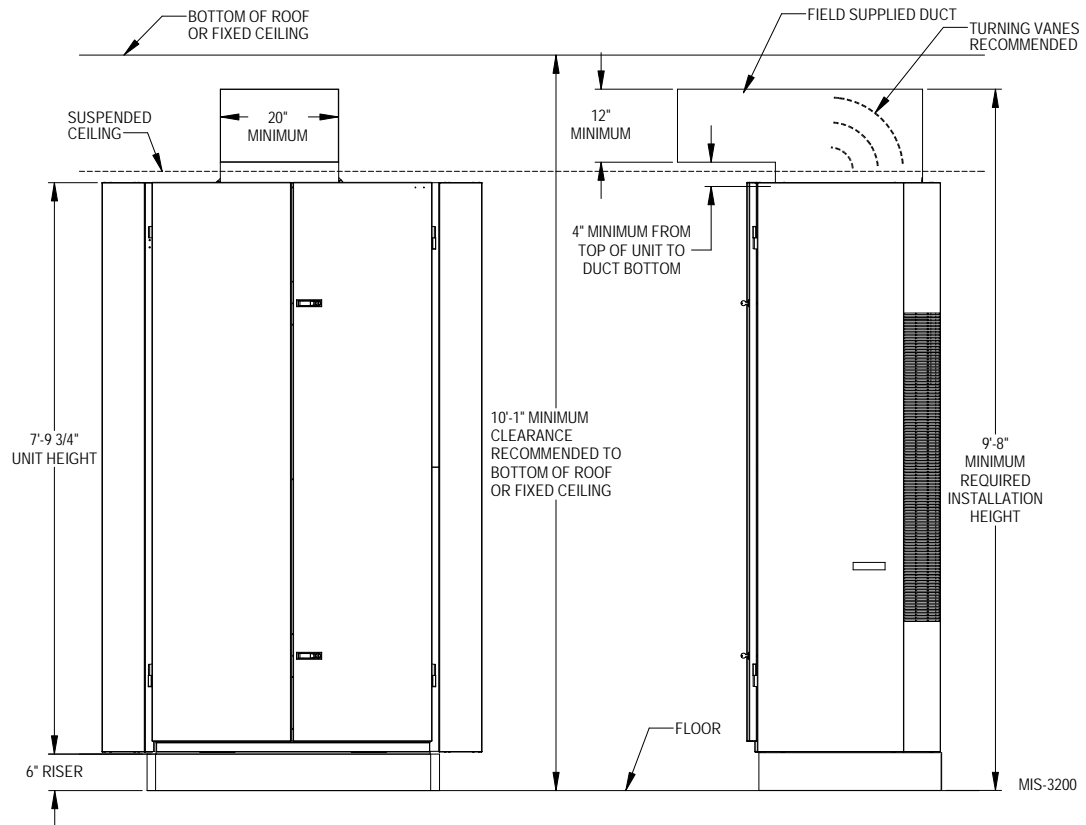 BOTTOM OF ROOF
OR FIXED CEILING
FIELD SUPPLIED DUCT
TURNING VANES
RECOMMENDED
SUSPENDED
CEILING
20"
MINIMUM
12"
MINIMUM
4" MINIMUM FROM
TOP OF UNIT TO
DUCT BOTTOM
7'-9 3/4"
UNIT HEIGHT
10'-1" MINIMUM
CLEARANCE
RECOMMENDED TO
BOTTOM OF ROOF
OR FIXED CEILING
9'-8"
MINIMUM
REQUIRED
INSTALLATION
HEIGHT
FLOOR
6" RISER
MIS-3200